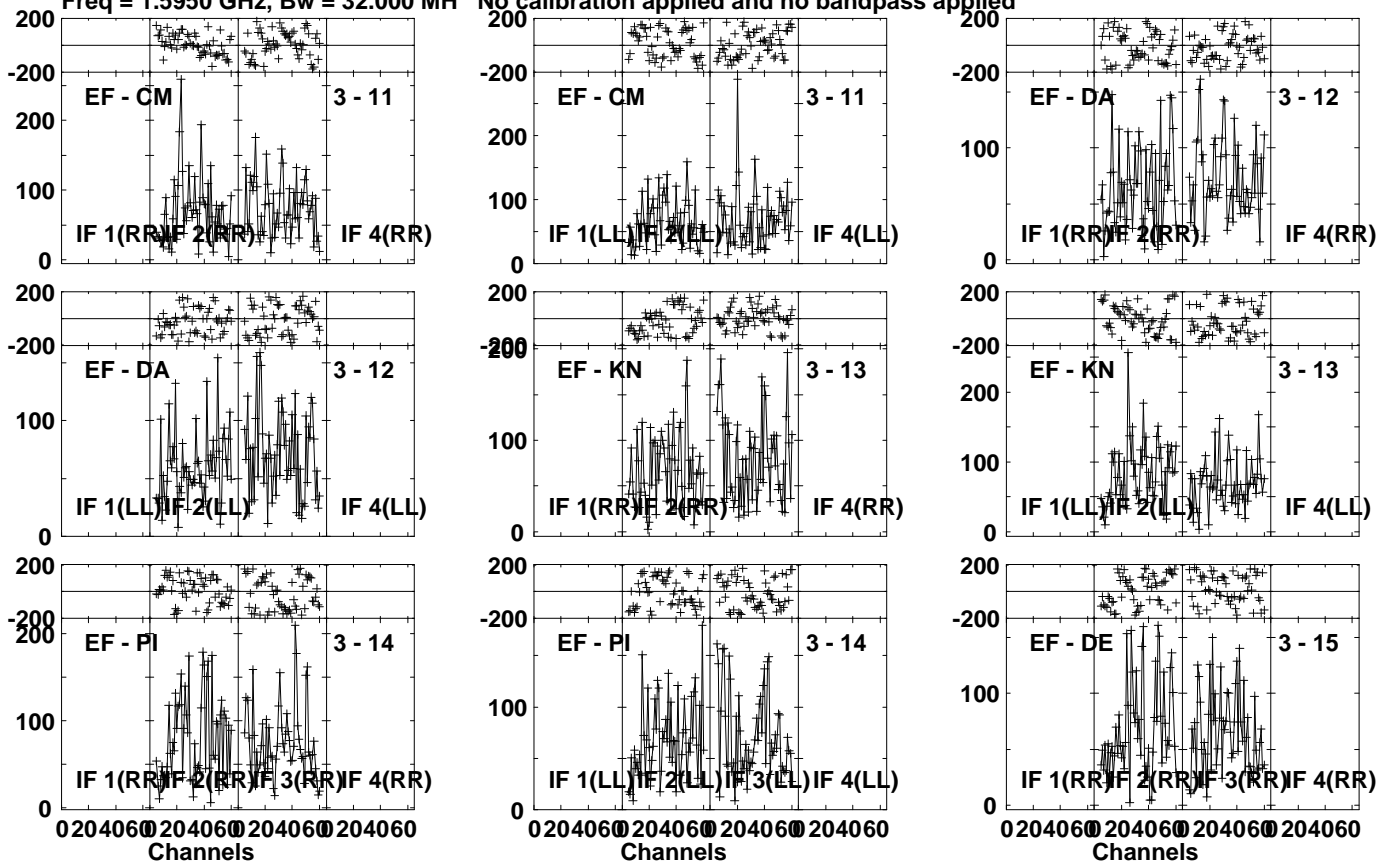 Freq = 1.5950 GHz, Bw = 32.000 MH No calibration applied and no bandpass applied
200
-200
EF - CM 3 - 11
200
100
0
IF 1(RR) IF 2(RR) IF 4(RR)
200
-200
EF - CM 3 - 11
200
150
100
50
0
IF 1(LL) IF 2(LL) IF 4(LL)
200
-200
EF - DA 3 - 12
100
0
IF 1(RR) IF 2(RR) IF 4(RR)
200
-200
EF - DA 3 - 12
100
0
IF 1(LL) IF 2(LL) IF 4(LL)
200
-200
200
EF - KN 3 - 13
100
0
IF 1(RR) IF 2(RR) IF 4(RR)
200
-200
EF - KN 3 - 13
200
100
0
IF 1(LL) IF 2(LL) IF 4(LL)
200
-200
200
EF - PI 3 - 14
100
0
IF 1(RR) IF 2(RR) IF 3(RR) IF 4(RR)
0 20 40 60 0 20 40 60 0 20 40 60 0 20 40 60
Channels
200
-200
EF - PI 3 - 14
100
0
IF 1(LL) IF 2(LL) IF 3(LL) IF 4(LL)
0 20 40 60 0 20 40 60 0 20 40 60 0 20 40 60
Channels
200
-200
EF - DE 3 - 15
100
0
IF 1(RR) IF 2(RR) IF 3(RR) IF 4(RR)
0 20 40 60 0 20 40 60 0 20 40 60 0 20 40 60
Channels